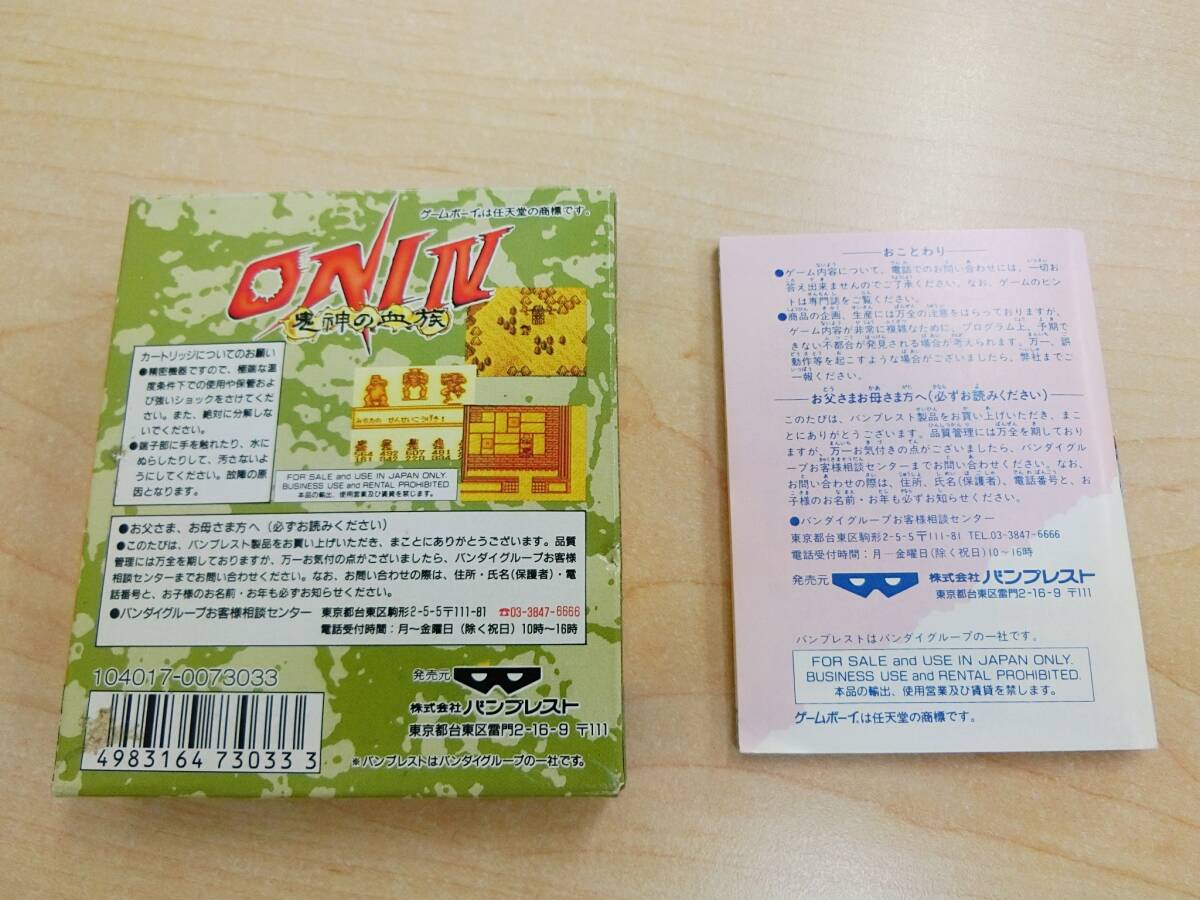 ゲームボーイは任天堂の商標です。
ONI IV
鬼神の血族
カートリッジについてのお願い
●精密機器ですので、極端な温
度条件下での使用や保管およ
び強いショックをさけてくだ
さい。また、絶対に分解しな
いでください。
●端子部に手を触れたり、水に
ぬらしたりして、汚さないよ
うにしてください。故障の原
因となります。
みなたの せんせいこうげき!
FOR SALE and USE IN JAPAN ONLY.
BUSINESS USE and RENTAL PROHIBITED.
本品の輸出、使用営業及び賃貸を禁じます。
●お父さま、お母さま方へ(必ずお読みください)
●このたびは、バンプレスト製品をお買い上げいただき、まことにありがとうございます。品質
管理には万全を期しておりますが、万一お気付の点がございましたら、バンダイグループお客様
相談センターまでお問い合わせください。なお、お問い合わせの際は、住所・氏名(保護者)・電
話番号と、お子様のお名前・お年も必ずお知らせください。
●バンダイグループお客様相談センター 東京都台東区駒形2-5-5〒111-81 ☎03-3847-6666
電話受付時間:月〜金曜日(除く祝日)10時〜16時
104017-0073033
発売元
株式会社バンプレスト
東京都台東区雷門2-16-9 〒111
4983164 73033 3
※バンプレストはバンダイグループの一社です。
おことわり
●ゲーム内容について、電話でのお問い合わせには、一切お
答え出来ませんのでご了承ください。なお、ゲームのヒン
トは専門誌をご覧ください。
●商品の企画、生産には万全の注意をはらっておりますが、
ゲーム内容が非常に複雑なために、プログラム上、予期で
きない不都合が発見される場合が考えられます。万一、誤
動作等を起こすような場合がございましたら、弊社までご
一報ください。
お父さまお母さま方へ(必ずお読みください)
このたびは、バンプレスト製品をお買い上げいただき、まこ
とにありがとうございます。品質管理には万全を期しており
ますが、万一お気付きの点がございましたら、バンダイグル
ープお客様相談センターまでお問い合わせください。なお、
お問い合わせの際は、住所、氏名(保護者)、電話番号と、お
子様のお名前・お年も必ずお知らせください。
●バンダイグループお客様相談センター
東京都台東区駒形2-5-5〒111-81 TEL.03-3847-6666
電話受付時間:月―金曜日(除く祝日)10〜16時
発売元 株式会社 バンプレスト
東京都台東区雷門2-16-9 〒111
バンプレストはバンダイグループの一社です。
FOR SALE and USE IN JAPAN ONLY.
BUSINESS USE and RENTAL PROHIBITED.
本品の輸出、使用営業及び賃貸を禁じます。
ゲームボーイは任天堂の商標です。